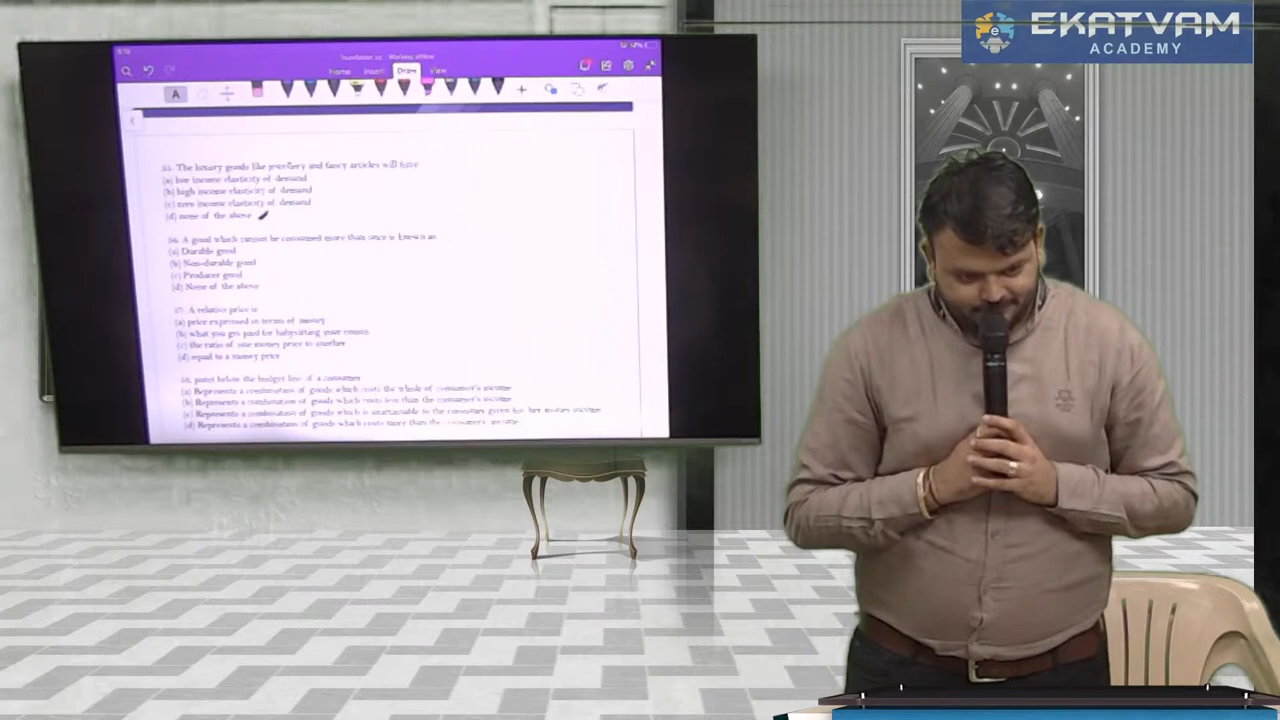 EKATVAM
ACADEMY
Home Insert Draw View
A
55. The luxury goods like jewellery and fancy articles will have
(a) low income elasticity of demand
(b) high income elasticity of demand
(c) zero income elasticity of demand
(d) none of the above
56. A good which cannot be consumed more than once is known as
(a) Durable good
(b) Non-durable good
(c) Producer good
(d) None of the above
57. A relative price is
(a) price expressed in terms of money
(b) what you get paid for babysitting your cousin
(c) the ratio of one money price to another
(d) equal to a money price
58. point below the budget line of a consumer
(a) Represents a combination of goods which costs the whole of consumer's income
(b) Represents a combination of goods which costs less than the consumer's income
(c) Represents a combination of goods which is unattainable to the consumer given his/her money income
(d) Represents a combination of goods which costs more than the consumers' income